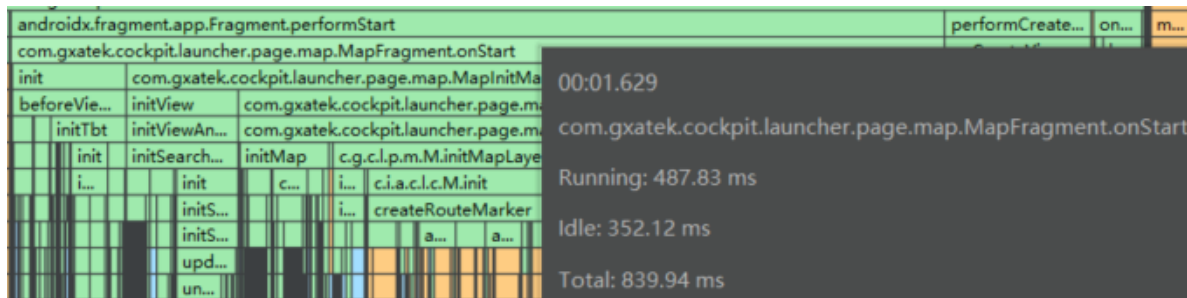 androidx.fragment.app.Fragment.performStart performCreate... on... m...
com.gxatek.cockpit.launcher.page.map.MapFragment.onStart
init com.gxatek.cockpit.launcher.page.map.MapInitMa
00:01.629
beforeVie... initView com.gxatek.cockpit.launcher.page.m
initTbt initViewAn... com.gxatek.cockpit.launcher.page.m
com.gxatek.cockpit.launcher.page.map.MapFragment.onStart
init initSearch... initMap c.g.c.l.p.m.M.initMapLaye
i... init c... i... c.i.a.c.l.c.M.init
Running: 487.83 ms
initS... i... createRouteMarker
initS... a... a...
Idle: 352.12 ms
upd...
un...
Total: 839.94 ms